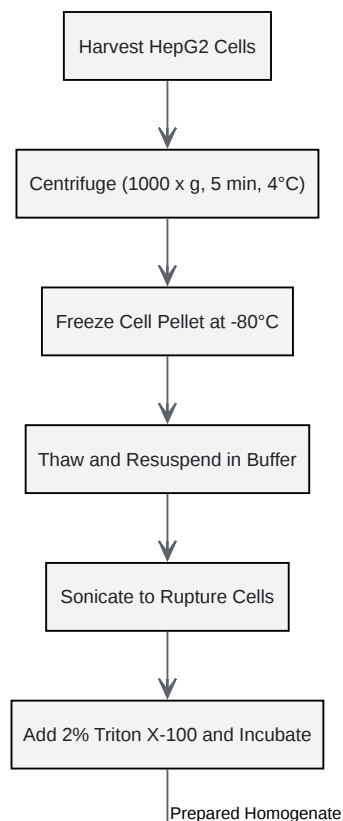 Harvest HepG2 Cells
Centrifuge (1000 x g, 5 min, 4°C)
Freeze Cell Pellet at -80°C
Thaw and Resuspend in Buffer
Sonicate to Rupture Cells
Add 2% Triton X-100 and Incubate
Prepared Homogenate